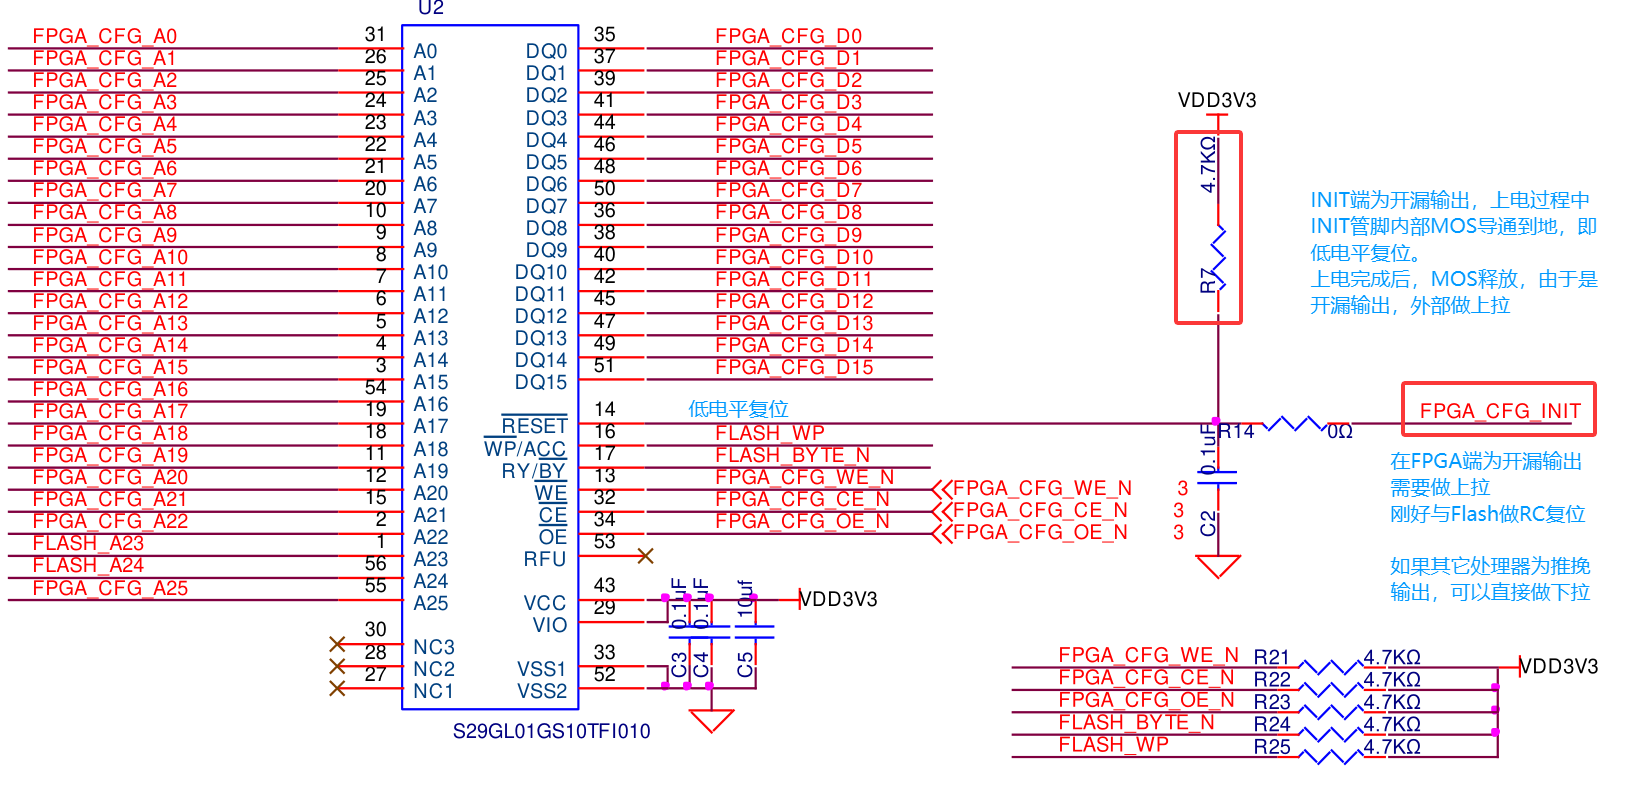 U2
FPGA_CFG_A0 31 A0 DQ0 35 FPGA_CFG_D0
FPGA_CFG_A1 26 A1 DQ1 37 FPGA_CFG_D1
FPGA_CFG_A2 25 A2 DQ2 39 FPGA_CFG_D2
FPGA_CFG_A3 24 A3 DQ3 41 FPGA_CFG_D3
FPGA_CFG_A4 23 A4 DQ4 44 FPGA_CFG_D4
FPGA_CFG_A5 22 A5 DQ5 46 FPGA_CFG_D5
FPGA_CFG_A6 21 A6 DQ6 48 FPGA_CFG_D6
FPGA_CFG_A7 20 A7 DQ7 50 FPGA_CFG_D7
FPGA_CFG_A8 10 A8 DQ8 36 FPGA_CFG_D8
FPGA_CFG_A9 9 A9 DQ9 38 FPGA_CFG_D9
FPGA_CFG_A10 8 A10 DQ10 40 FPGA_CFG_D10
FPGA_CFG_A11 7 A11 DQ11 42 FPGA_CFG_D11
FPGA_CFG_A12 6 A12 DQ12 45 FPGA_CFG_D12
FPGA_CFG_A13 5 A13 DQ13 47 FPGA_CFG_D13
FPGA_CFG_A14 4 A14 DQ14 49 FPGA_CFG_D14
FPGA_CFG_A15 3 A15 DQ15 51 FPGA_CFG_D15
FPGA_CFG_A16 54 A16
FPGA_CFG_A17 19 A17 RESET 14 低电平复位
FPGA_CFG_A18 18 A18 WP/ACC 16 FLASH_WP
FPGA_CFG_A19 11 A19 RY/BY 17 FLASH_BYTE_N
FPGA_CFG_A20 12 A20 WE 13 FPGA_CFG_WE_N FPGA_CFG_WE_N 3
FPGA_CFG_A21 15 A21 CE 32 FPGA_CFG_CE_N FPGA_CFG_CE_N 3
FPGA_CFG_A22 2 A22 OE 34 FPGA_CFG_OE_N FPGA_CFG_OE_N 3
FLASH_A23 1 A23 RFU 53
FLASH_A24 56 A24
FPGA_CFG_A25 55 A25 VCC 43 VDD3V3
VIO 29
30 NC3
28 NC2 VSS1 33
27 NC1 VSS2 52
0.1uF 0.1uF 10uf
C3 C4 C5
S29GL01GS10TFI010
VDD3V3
4.7KΩ
R7
INIT端为开漏输出，上电过程中
INIT管脚内部MOS导通到地，即
低电平复位。
上电完成后，MOS释放，由于是
开漏输出，外部做上拉
R14 0Ω FPGA_CFG_INIT
0.1uF
C2
在FPGA端为开漏输出
需要做上拉
刚好与Flash做RC复位
如果其它处理器为推挽
输出，可以直接做下拉
FPGA_CFG_WE_N R21 4.7KΩ VDD3V3
FPGA_CFG_CE_N R22 4.7KΩ
FPGA_CFG_OE_N R23 4.7KΩ
FLASH_BYTE_N R24 4.7KΩ
FLASH_WP R25 4.7KΩ